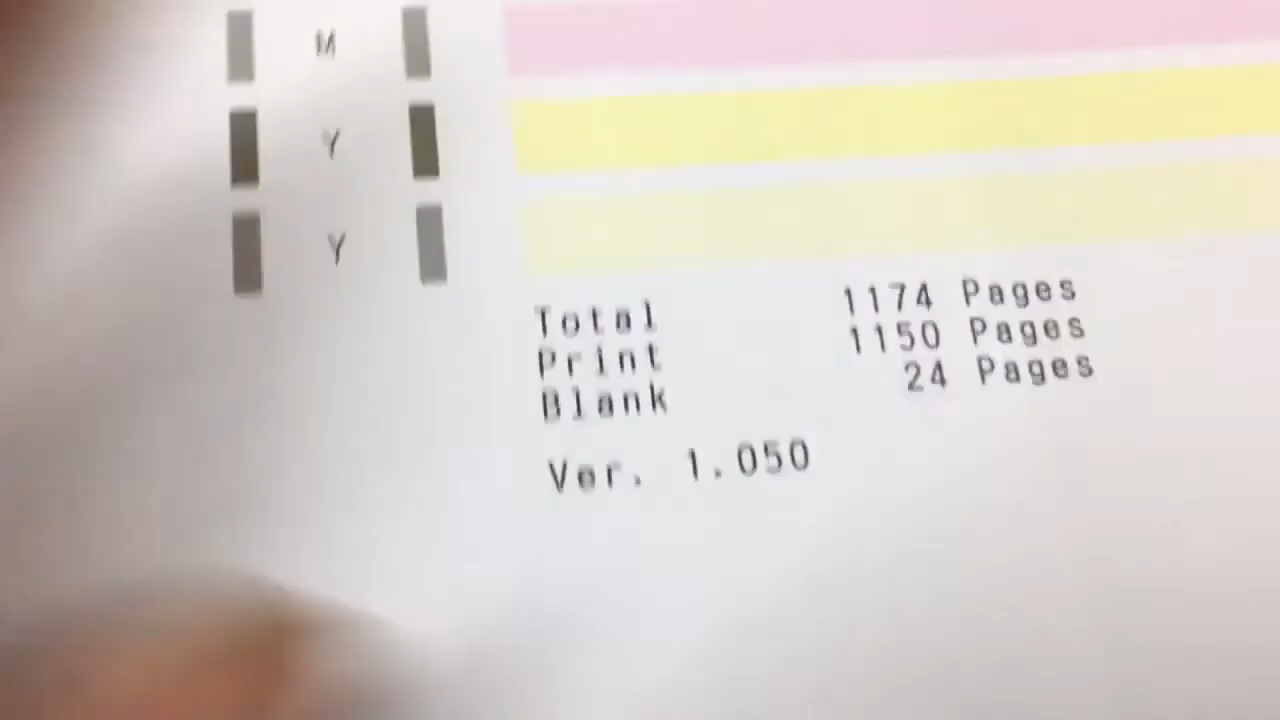 M
Y
Y
Total 1174 Pages
Print 1150 Pages
Blank 24 Pages
Ver. 1.050